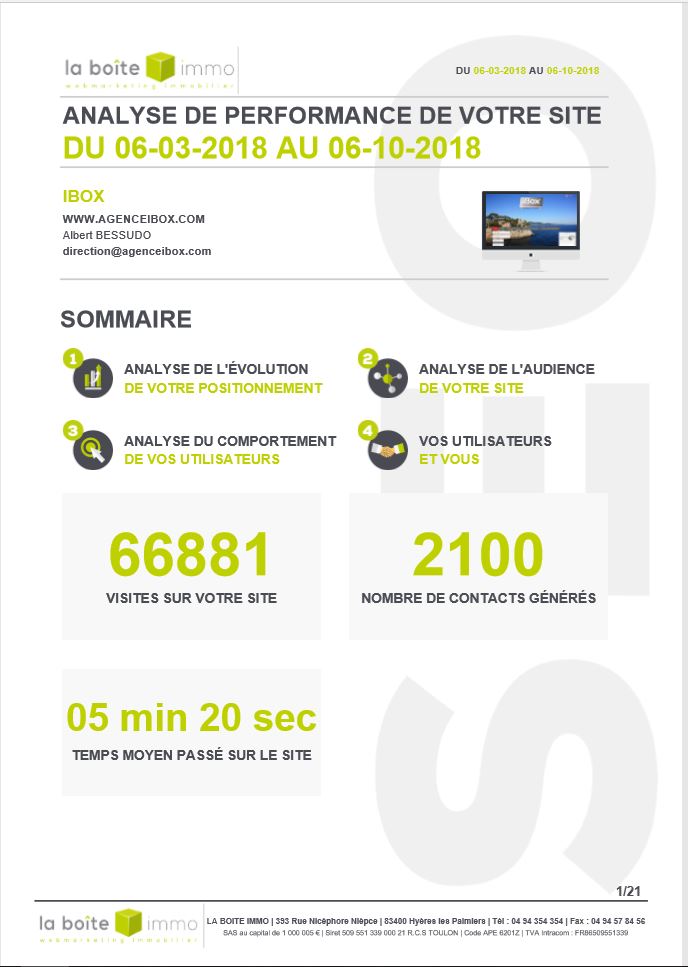 la boite immo
webmarketing immobilier
DU 06-03-2018 AU 06-10-2018
ANALYSE DE PERFORMANCE DE VOTRE SITE
DU 06-03-2018 AU 06-10-2018
IBOX
WWW.AGENCEIBOX.COM
Albert BESSUDO
direction@agenceibox.com
iBox
SOMMAIRE
1
ANALYSE DE L'ÉVOLUTION
DE VOTRE POSITIONNEMENT
2
ANALYSE DE L'AUDIENCE
DE VOTRE SITE
3
ANALYSE DU COMPORTEMENT
DE VOS UTILISATEURS
4
VOS UTILISATEURS
ET VOUS
66881
VISITES SUR VOTRE SITE
2100
NOMBRE DE CONTACTS GÉNÉRÉS
05 min 20 sec
TEMPS MOYEN PASSÉ SUR LE SITE
SEO
1/21
la boite immo
webmarketing immobilier
LA BOITE IMMO | 393 Rue Nicéphore Nièpce | 83400 Hyères les Palmiers | Tél : 04 94 354 354 | Fax : 04 94 57 84 56
SAS au capital de 1 000 005 € | Siret 509 551 339 000 21 R.C.S TOULON | Code APE 6201Z | TVA Intracom : FR86509551339